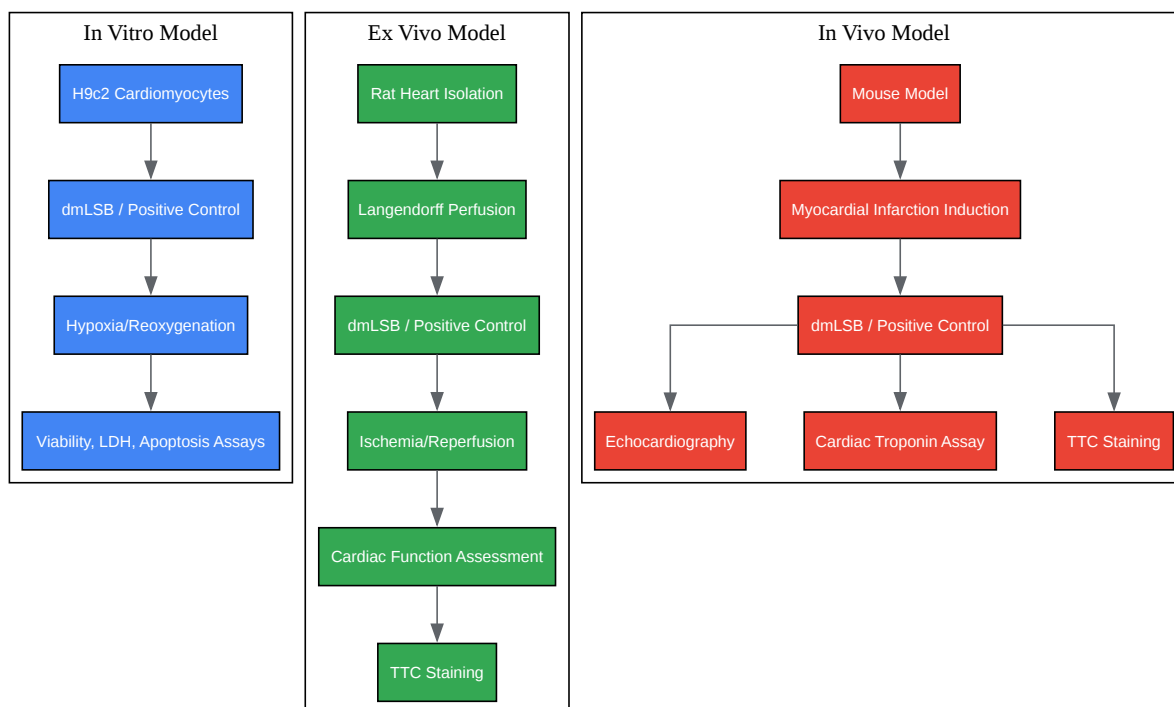 In Vitro Model
H9c2 Cardiomyocytes
dmLSB / Positive Control
Hypoxia/Reoxygenation
Viability, LDH, Apoptosis Assays
Ex Vivo Model
Rat Heart Isolation
Langendorff Perfusion
dmLSB / Positive Control
Ischemia/Reperfusion
Cardiac Function Assessment
TTC Staining
In Vivo Model
Mouse Model
Myocardial Infarction Induction
dmLSB / Positive Control
Echocardiography
Cardiac Troponin Assay
TTC Staining